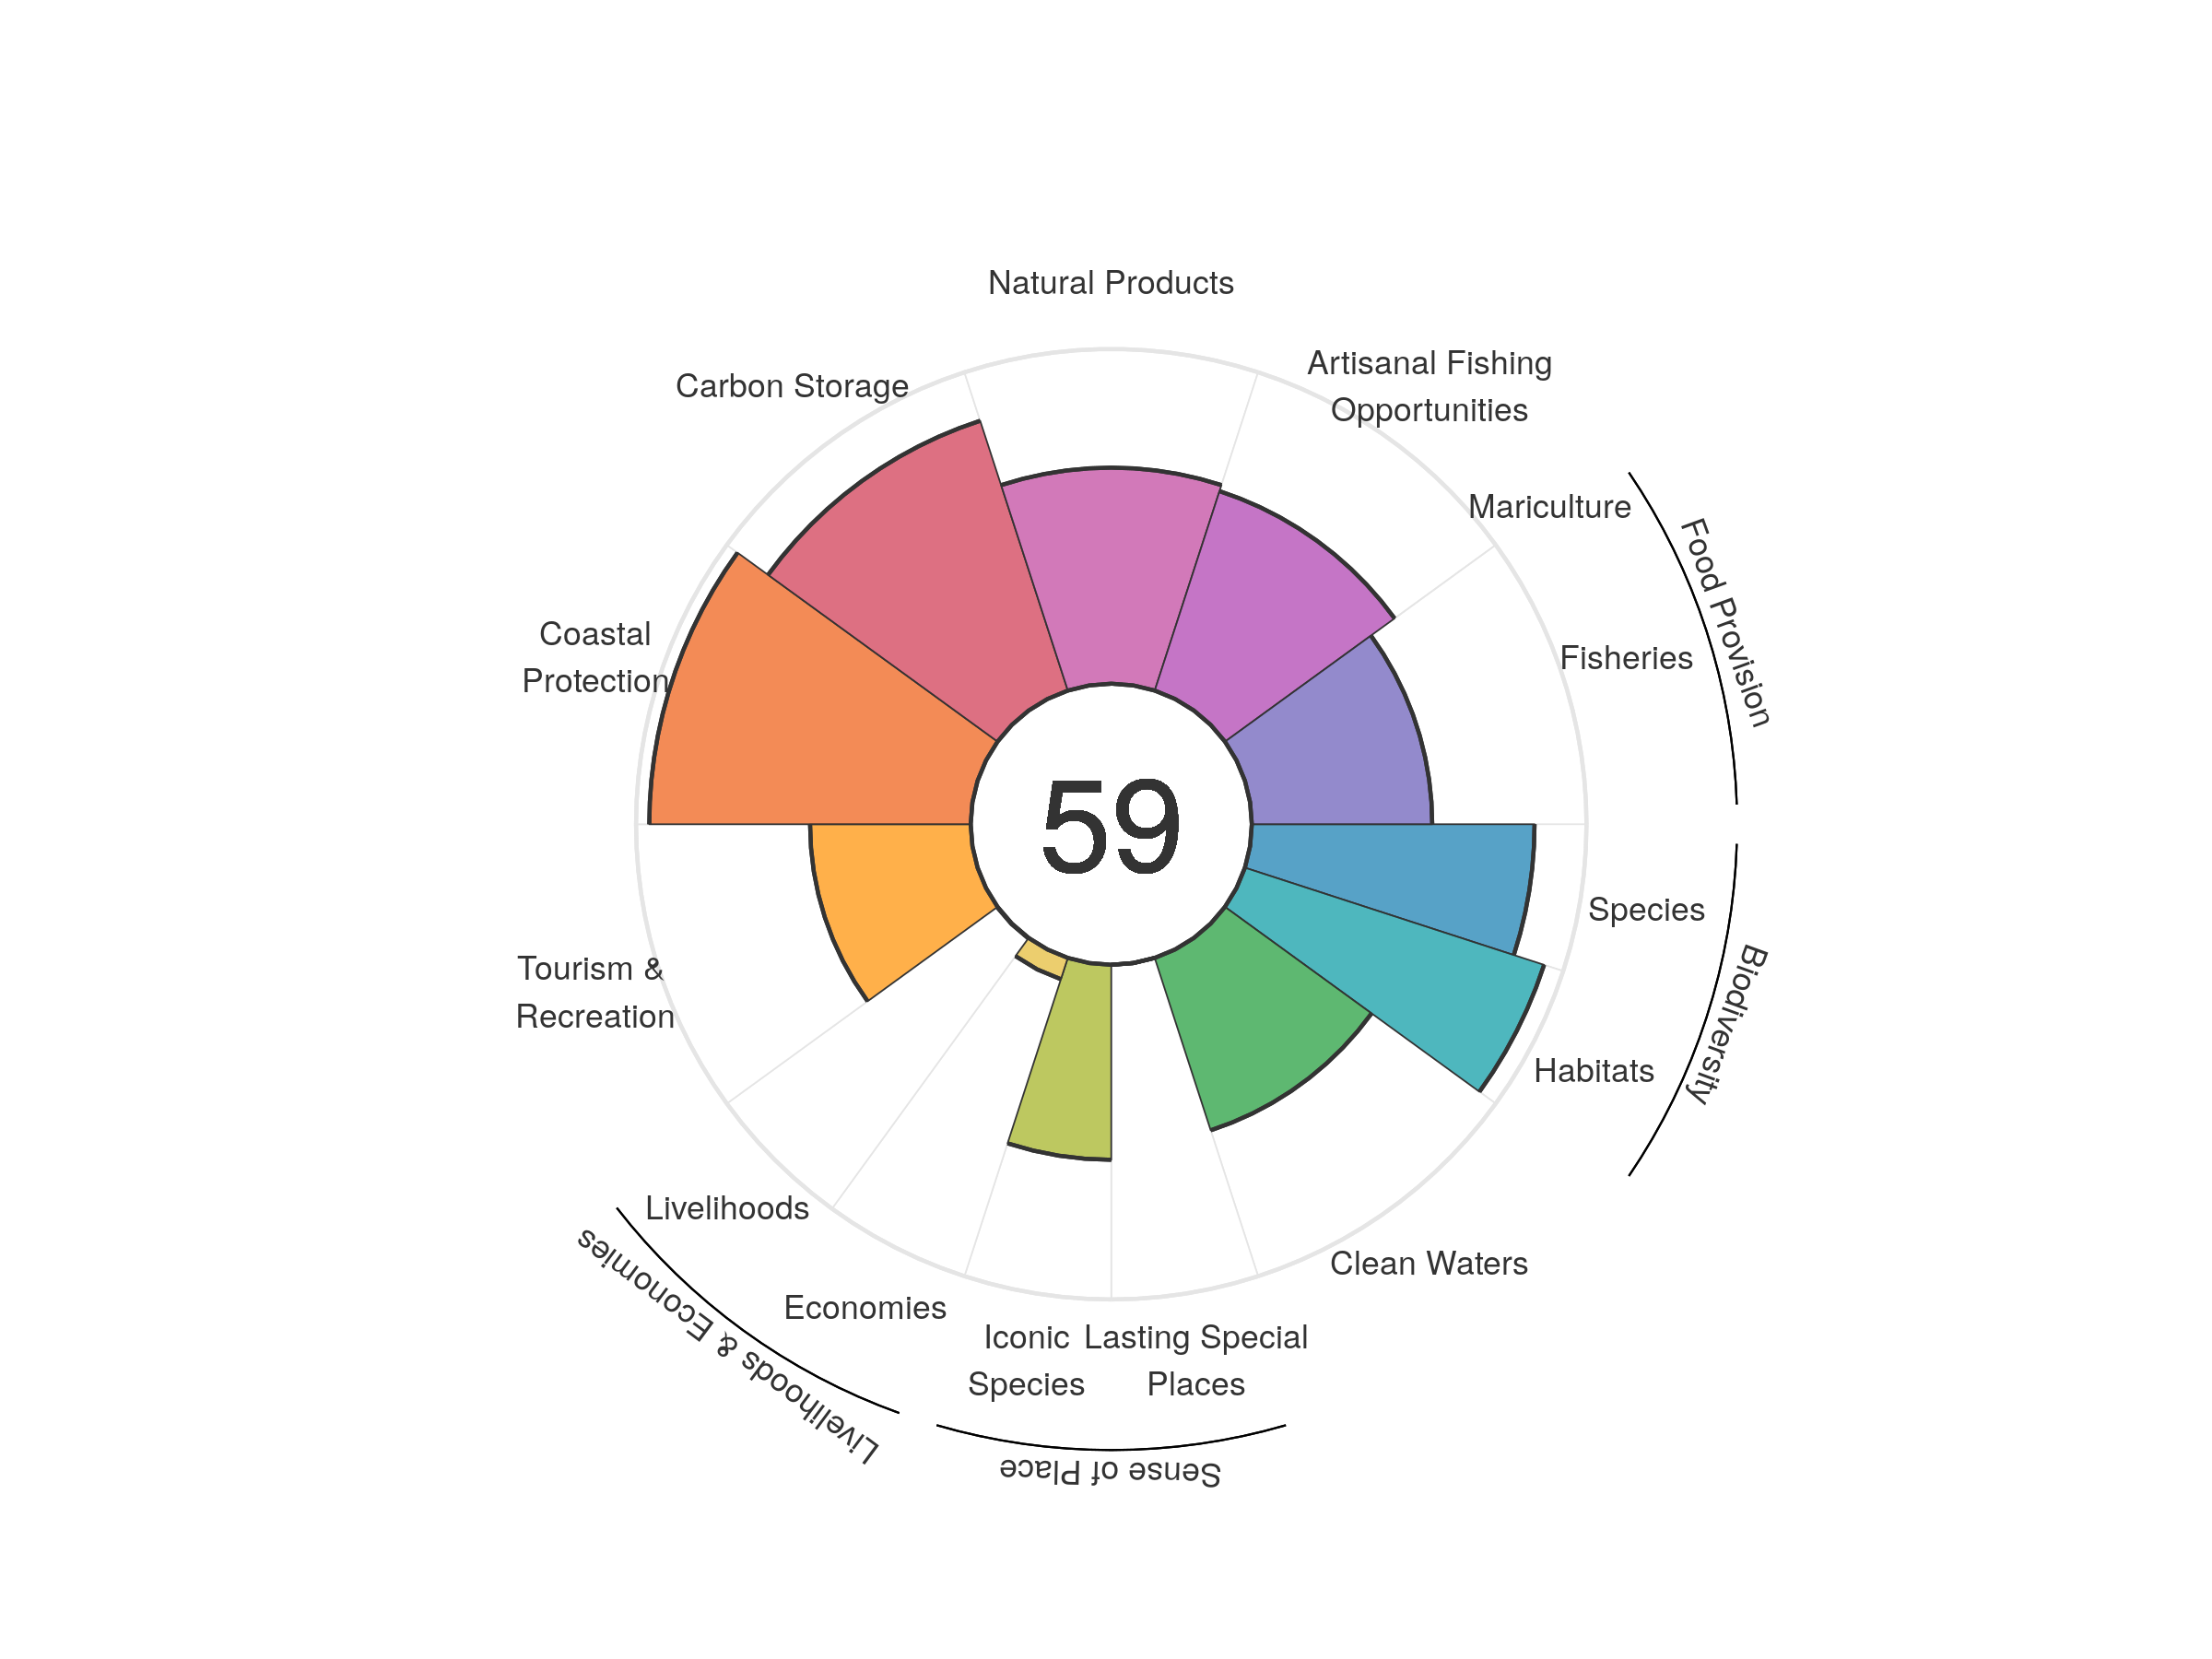 Natural Products
Artisanal Fishing
Opportunities
Carbon Storage
Mariculture
Food Provision
Fisheries
Coastal
Protection
59
Species
Biodiversity
Habitats
Tourism &
Recreation
Livelihoods
Livelihoods & Economies
Economies
Clean Waters
Iconic
Species
Lasting Special
Places
Sense of Place